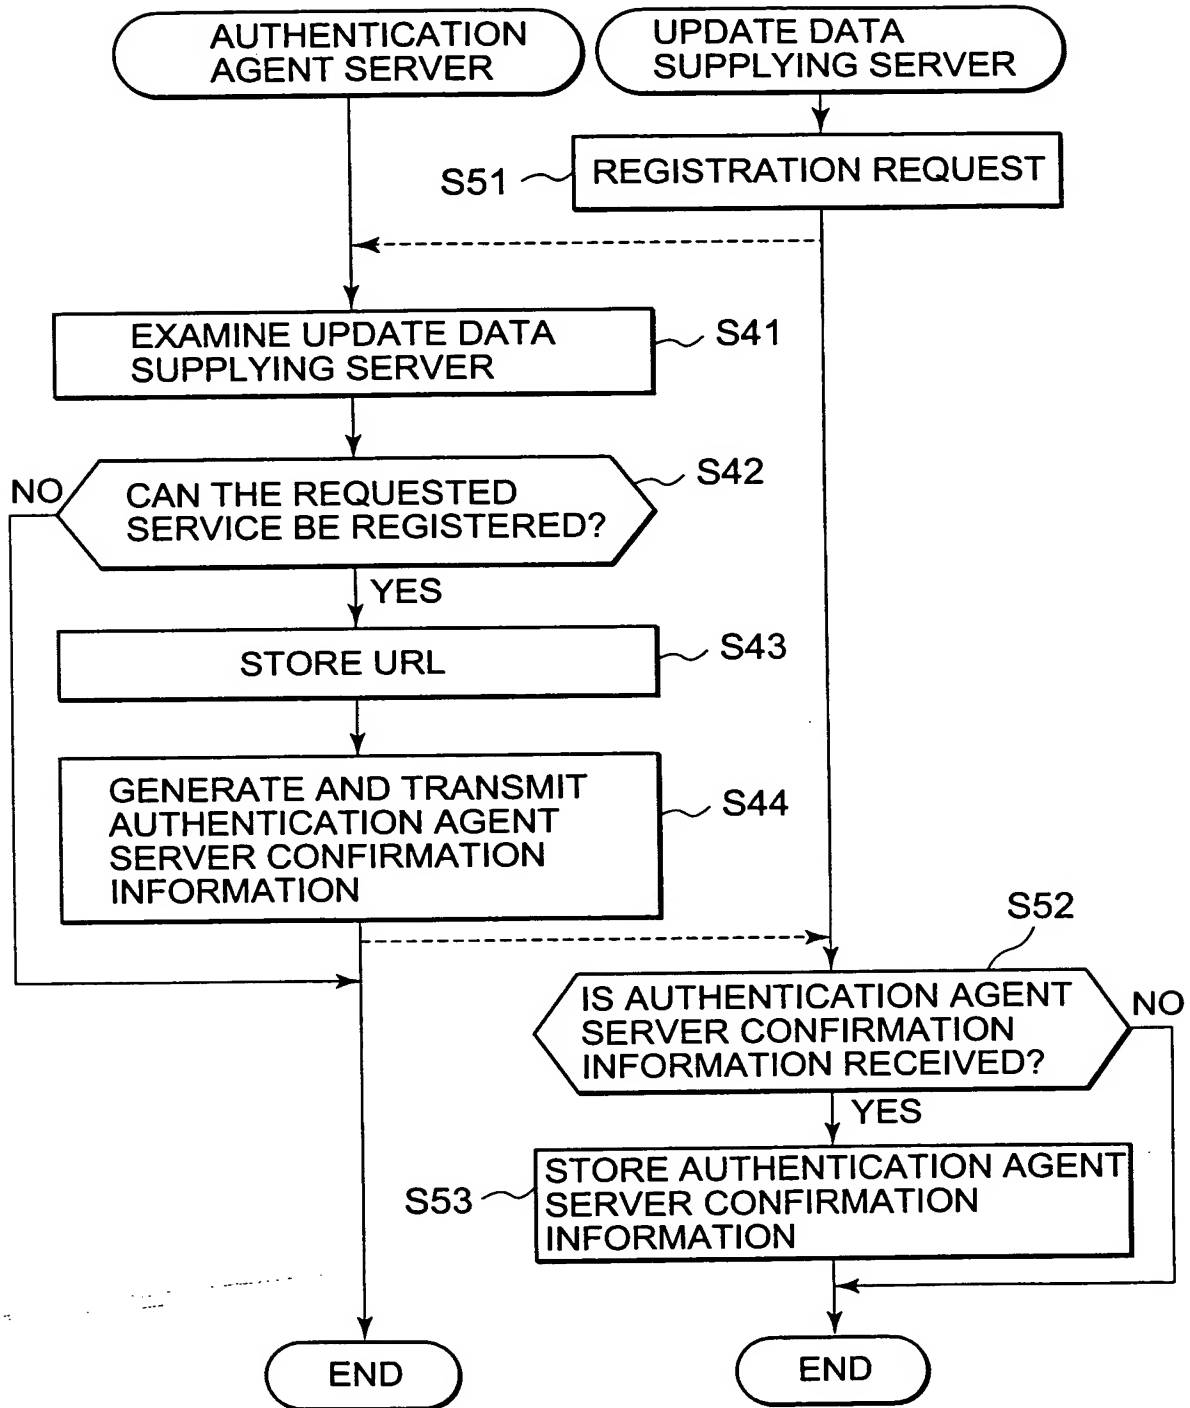 AUTHENTICATION
AGENT SERVER
UPDATE DATA
SUPPLYING SERVER
S51
REGISTRATION REQUEST
EXAMINE UPDATE DATA
SUPPLYING SERVER
S41
NO
CAN THE REQUESTED
SERVICE BE REGISTERED?
S42
YES
STORE URL
S43
GENERATE AND TRANSMIT
AUTHENTICATION AGENT
SERVER CONFIRMATION
INFORMATION
S44
S52
IS AUTHENTICATION AGENT
SERVER CONFIRMATION
INFORMATION RECEIVED?
NO
YES
S53
STORE AUTHENTICATION AGENT
SERVER CONFIRMATION
INFORMATION
END
END